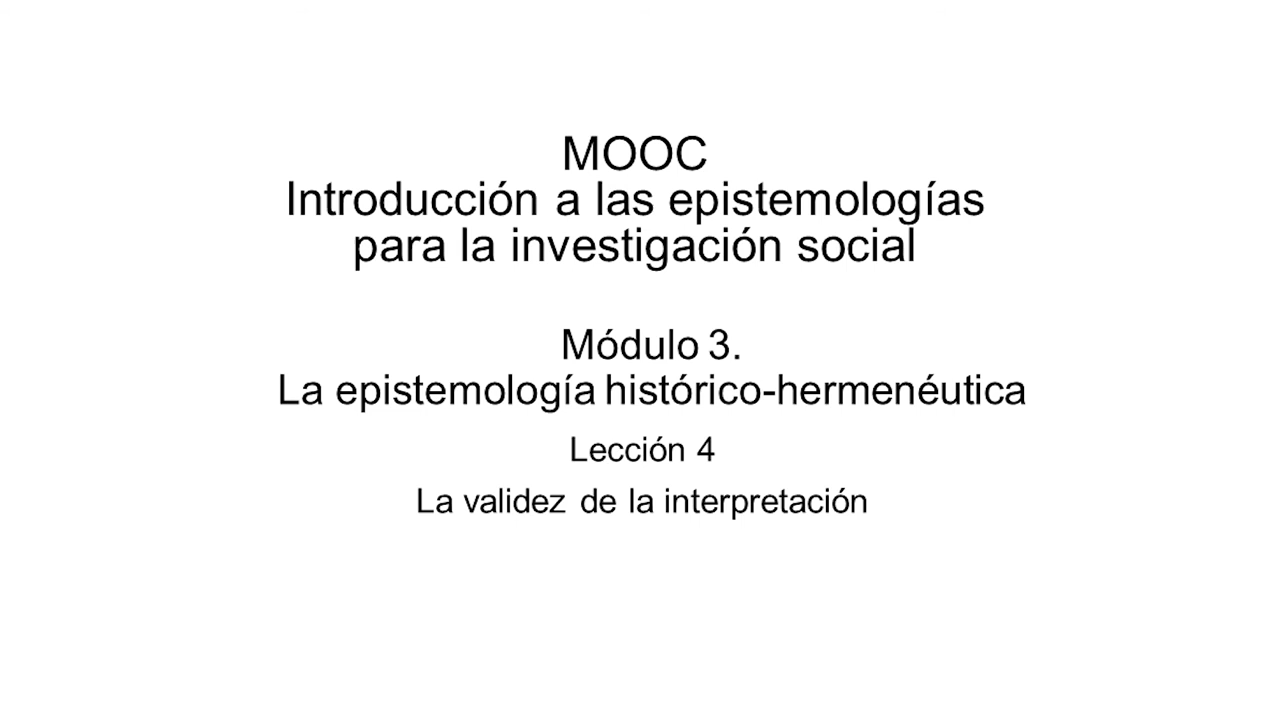 MOOC
Introducción a las epistemologías
para la investigación social
Módulo 3.
La epistemología histórico-hermenéutica
Lección 4
La validez de la interpretación